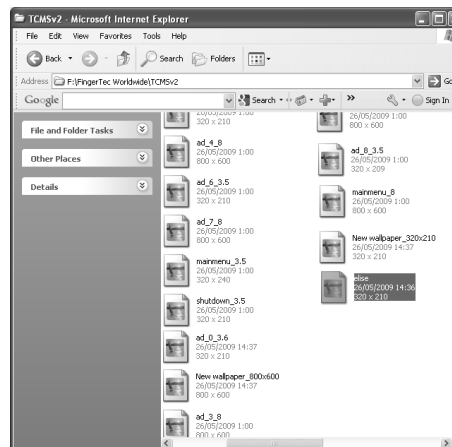 TCMSv2 - Microsoft Internet Explorer
File Edit View Favorites Tools Help
Back Search Folders
Address F:\FingerTec Worldwide\TCMSv2 Go
Google Search Sign In
File and Folder Tasks
Other Places
Details
26/05/2009 1:00
320 x 210
ad_4_8
26/05/2009 1:00
800 x 600
ad_6_3.5
26/05/2009 1:00
320 x 210
ad_7_8
26/05/2009 1:00
800 x 600
mainmenu_3.5
26/05/2009 1:00
320 x 240
shutdown_3.5
26/05/2009 1:00
320 x 210
ad_0_3.6
26/05/2009 14:37
320 x 210
New wallpaper_800x600
26/05/2009 14:37
800 x 600
ad_3_8
26/05/2009 1:00
800 x 600
26/05/2009 1:00
800 x 600
ad_8_3.5
26/05/2009 1:00
320 x 209
mainmenu_8
26/05/2009 1:00
800 x 600
New wallpaper_320x210
26/05/2009 14:37
320 x 210
elise
26/05/2009 14:36
320 x 210